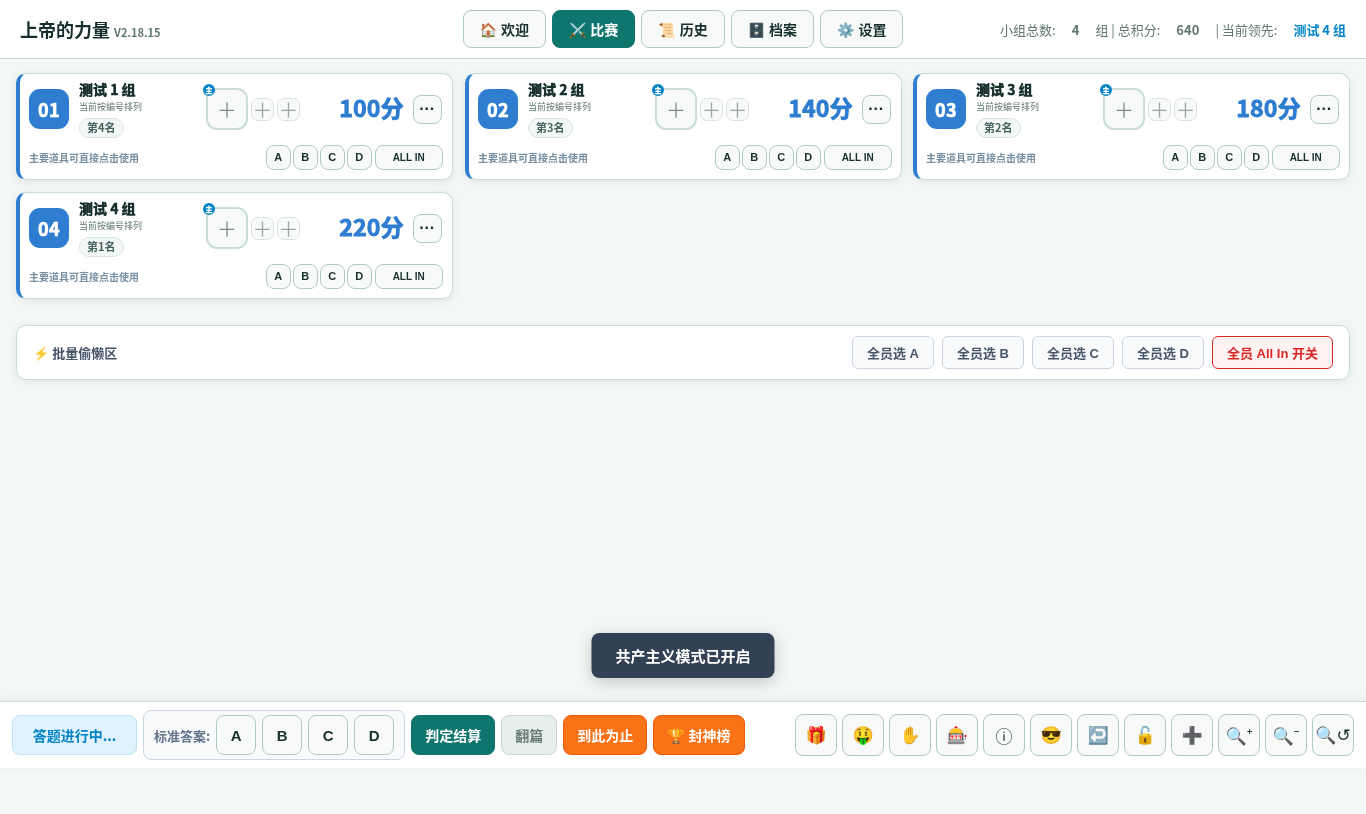 上帝的力量 V2.18.15
🏠 欢迎
⚔️ 比赛
📜 历史
🗄️ 档案
⚙️ 设置
小组总数: 4 组 | 总积分: 640 | 当前领先: 测试 4 组
01
测试 1 组
当前按编号排列
第4名
主
100分
主要道具可直接点击使用
A B C D ALL IN
02
测试 2 组
当前按编号排列
第3名
主
140分
主要道具可直接点击使用
A B C D ALL IN
03
测试 3 组
当前按编号排列
第2名
主
180分
主要道具可直接点击使用
A B C D ALL IN
04
测试 4 组
当前按编号排列
第1名
主
220分
主要道具可直接点击使用
A B C D ALL IN
⚡ 批量偷懒区
全员选 A
全员选 B
全员选 C
全员选 D
全员 All In 开关
共产主义模式已开启
答题进行中...
标准答案: A B C D
判定结算
翻篇
到此为止
🏆 封神榜